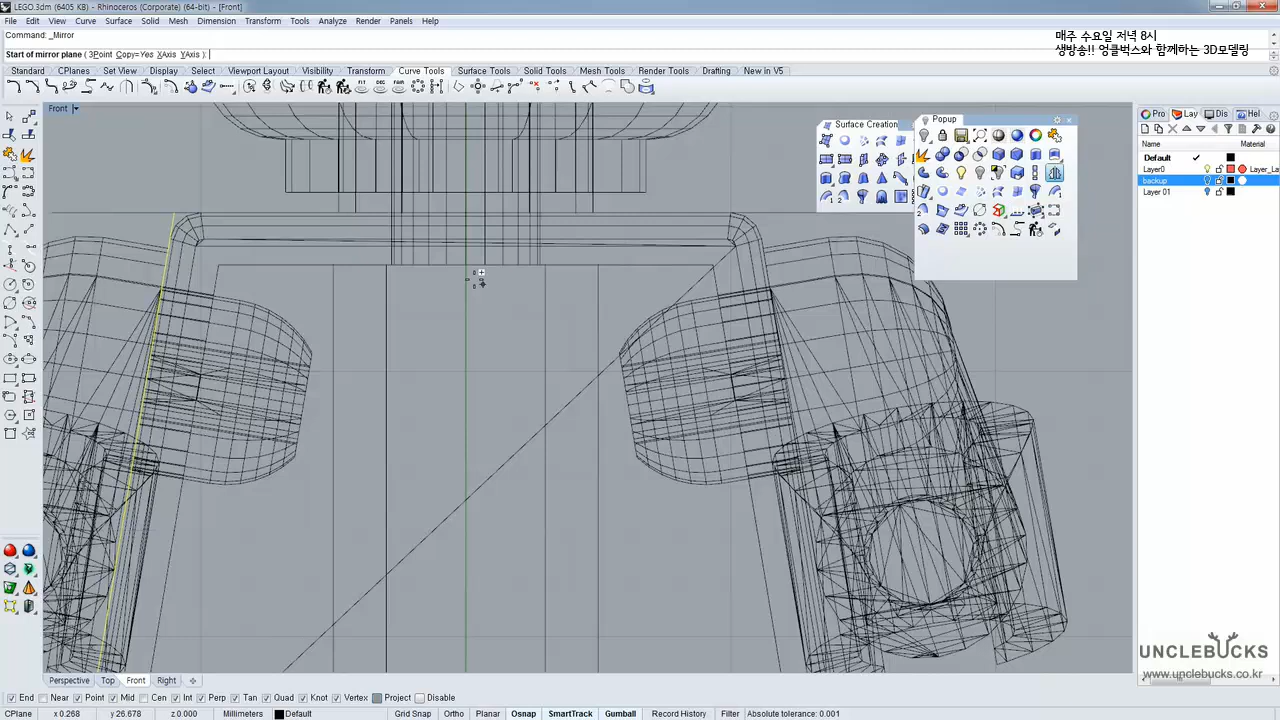 LEGO.3dm (6405 KB) - Rhinoceros (Corporate) (64-bit) - [Front]
File Edit View Curve Surface Solid Mesh Dimension Transform Tools Analyze Render Panels Help
Command: _Mirror
매주 수요일 저녁 8시
Start of mirror plane ( 3Point Copy=Yes XAxis YAxis ):
생방송!! 엉클벅스와 함께하는 3D모델링
Standard CPlanes Set View Display Select Viewport Layout Visibility Transform Curve Tools Surface Tools Solid Tools Mesh Tools Render Tools Drafting New in V5
Front
Surface Creation
Popup
Pro Lay Dis Hel
Name Material
Default
Layer0 Layer_La
backup
Layer 01
UNCLEBUCKS
www.unclebucks.co.kr
Perspective Top Front Right
End Near Point Mid Cen Int Perp Tan Quad Knot Vertex Project Disable
CPlane x 0.268 y 26.678 z 0.000 Millimeters Default Grid Snap Ortho Planar Osnap SmartTrack Gumball Record History Filter Absolute tolerance: 0.001